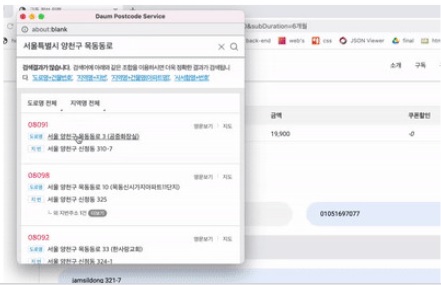 Daum Postcode Service
about:blank
&subDuration=6개월
서울특별시 양천구 목동동로
back-end
web's
css
JSON Viewer
final
검색결과가 많습니다. 검색어에 아래와 같은 조합을 이용하시면 더욱 정확한 결과가 검색됩니다.
도로명+건물번호, 지역명+지번, 지역명+건물명(아파트명), 사서함명+번호
소개
구독
도로명 전체
지역명 전체
금액
쿠폰할인
08091
영문보기
지도
도로명 서울 양천구 목동동로 3 (공중화장실)
지번 서울 양천구 신정동 310-7
19,900
-0
08098
영문보기
지도
도로명 서울 양천구 목동동로 10 (목동신시가지아파트11단지)
지번 서울 양천구 신정동 325
더보기
01051697077
08092
영문보기
지도
도로명 서울 양천구 목동동로 33 (한사랑교회)
지번 서울 양천구 신정동 324-1
jamsildong 321-7